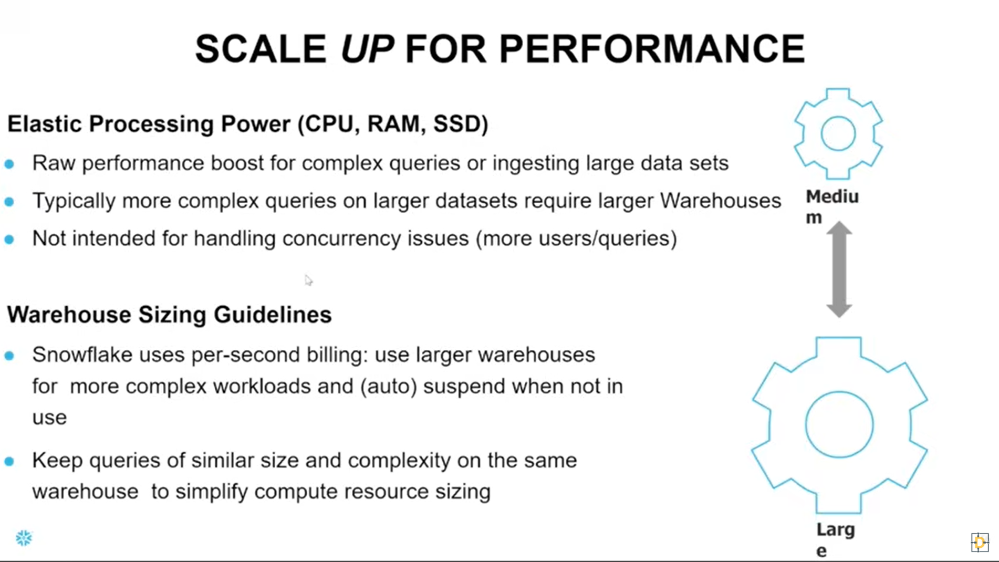 SCALE UP FOR PERFORMANCE
Elastic Processing Power (CPU, RAM, SSD)
Raw performance boost for complex queries or ingesting large data sets
Typically more complex queries on larger datasets require larger Warehouses
Not intended for handling concurrency issues (more users/queries)
Mediu
m
Warehouse Sizing Guidelines
Snowflake uses per-second billing: use larger warehouses
for more complex workloads and (auto) suspend when not in
use
Keep queries of similar size and complexity on the same
warehouse to simplify compute resource sizing
Larg
e
D